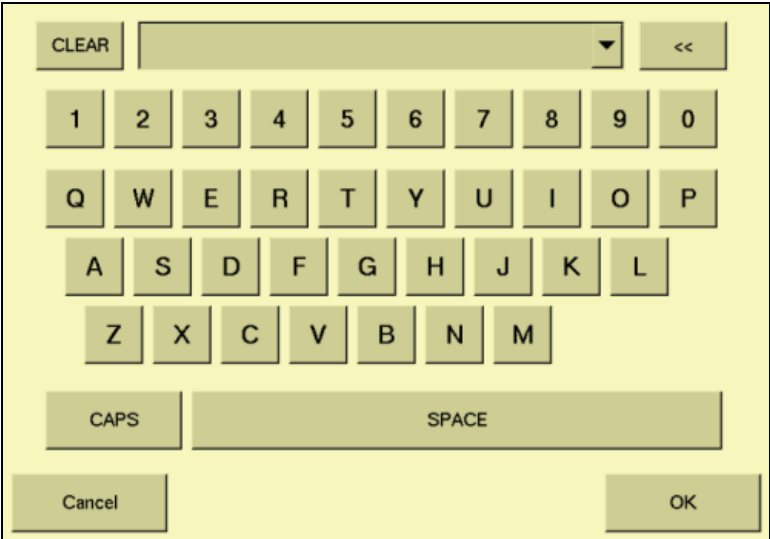 CLEAR <<
1 2 3 4 5 6 7 8 9 0
Q W E R T Y U I O P
A S D F G H J K L
Z X C V B N M
CAPS SPACE
Cancel OK